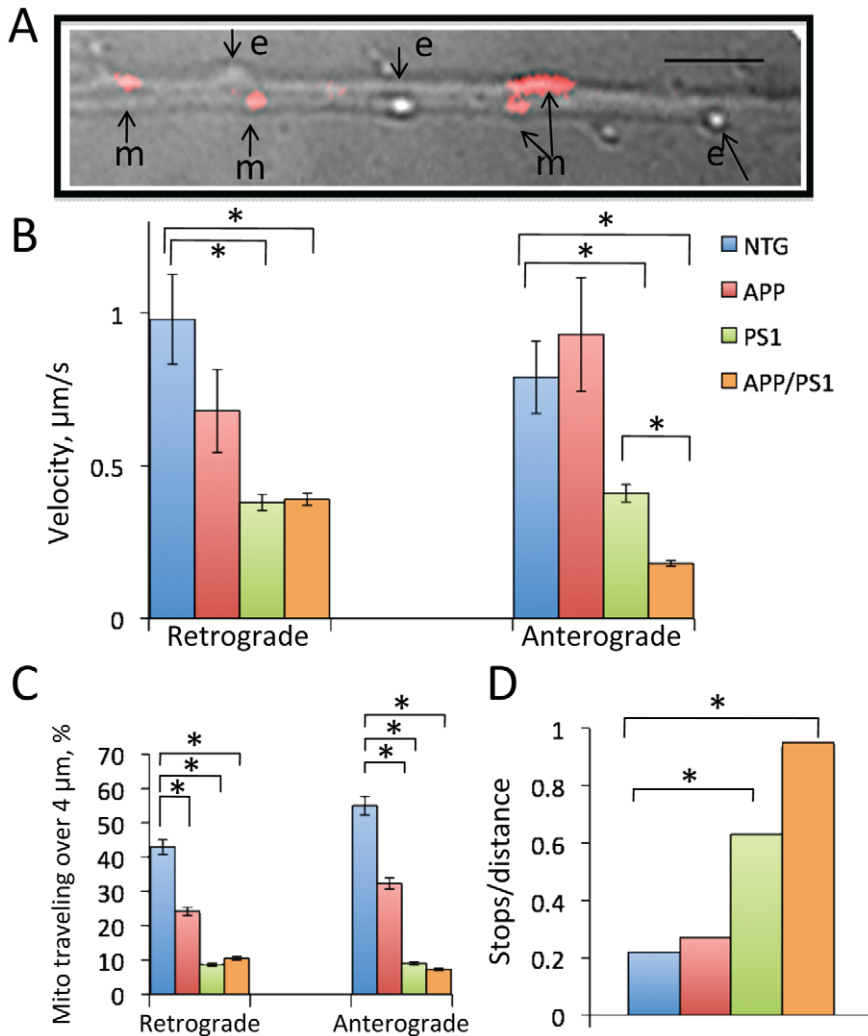 A
e
e
m
m
m
e
B
*
*
*
*
*
NTG
APP
PS1
APP/PS1
Velocity, µm/s
1
0.5
0
Retrograde
Anterograde
C
Mito traveling over 4 µm, %
70
60
50
40
30
20
10
0
*
*
*
*
*
*
Retrograde
Anterograde
D
Stops/distance
1
0.8
0.6
0.4
0.2
0
*
*